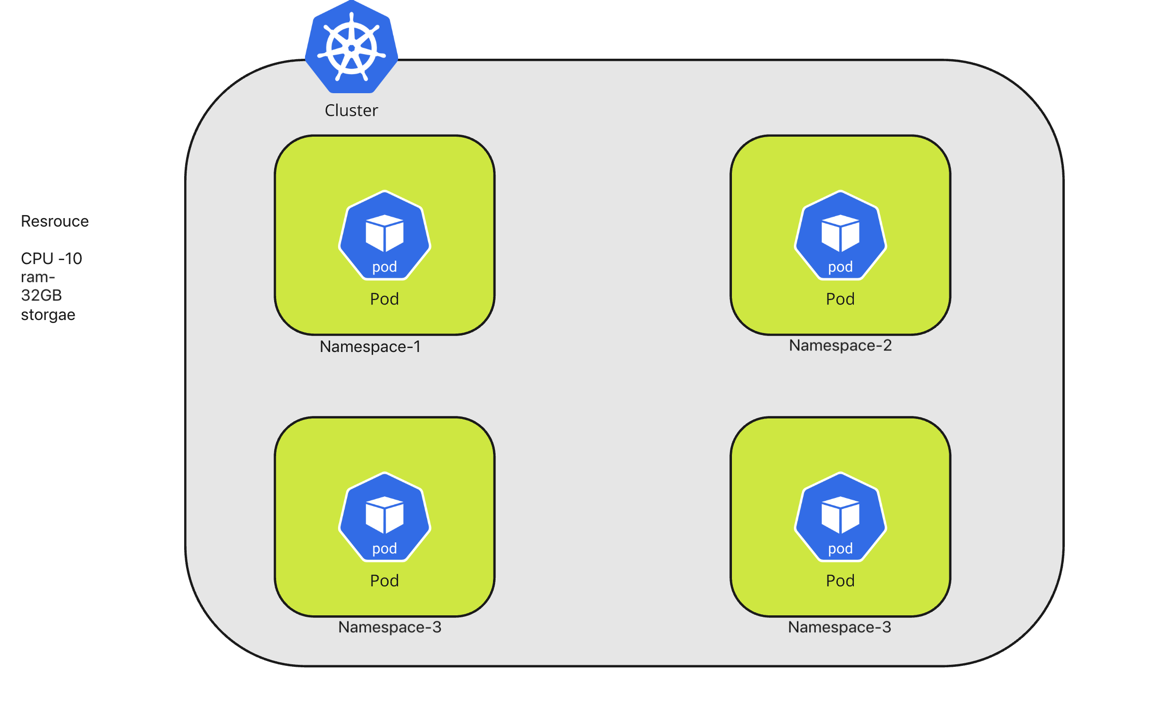 Cluster
Resrouce
CPU -10
ram-
32GB
storgae
pod
Pod
Namespace-1
pod
Pod
Namespace-2
pod
Pod
Namespace-3
pod
Pod
Namespace-3